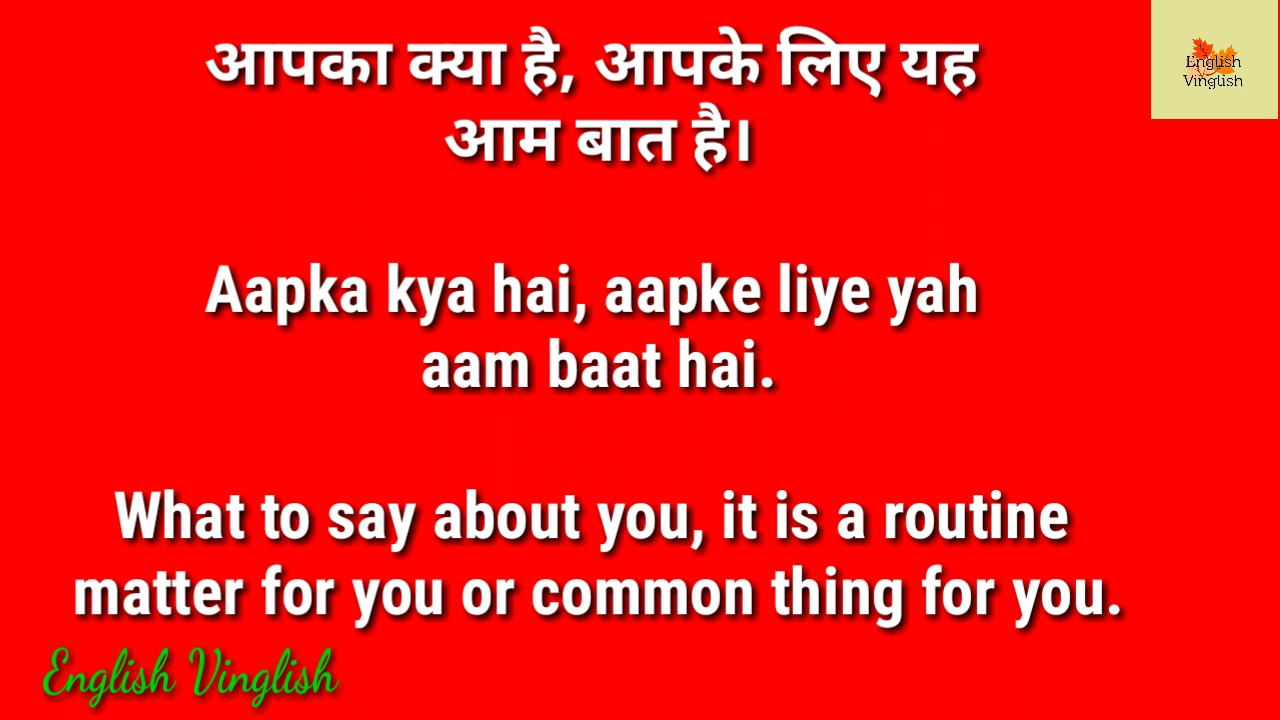 आपका क्या है, आपके लिए यह
आम बात है।
Aapka kya hai, aapke liye yah
aam baat hai.
What to say about you, it is a routine
matter for you or common thing for you.
English Vinglish
English
Vinglish